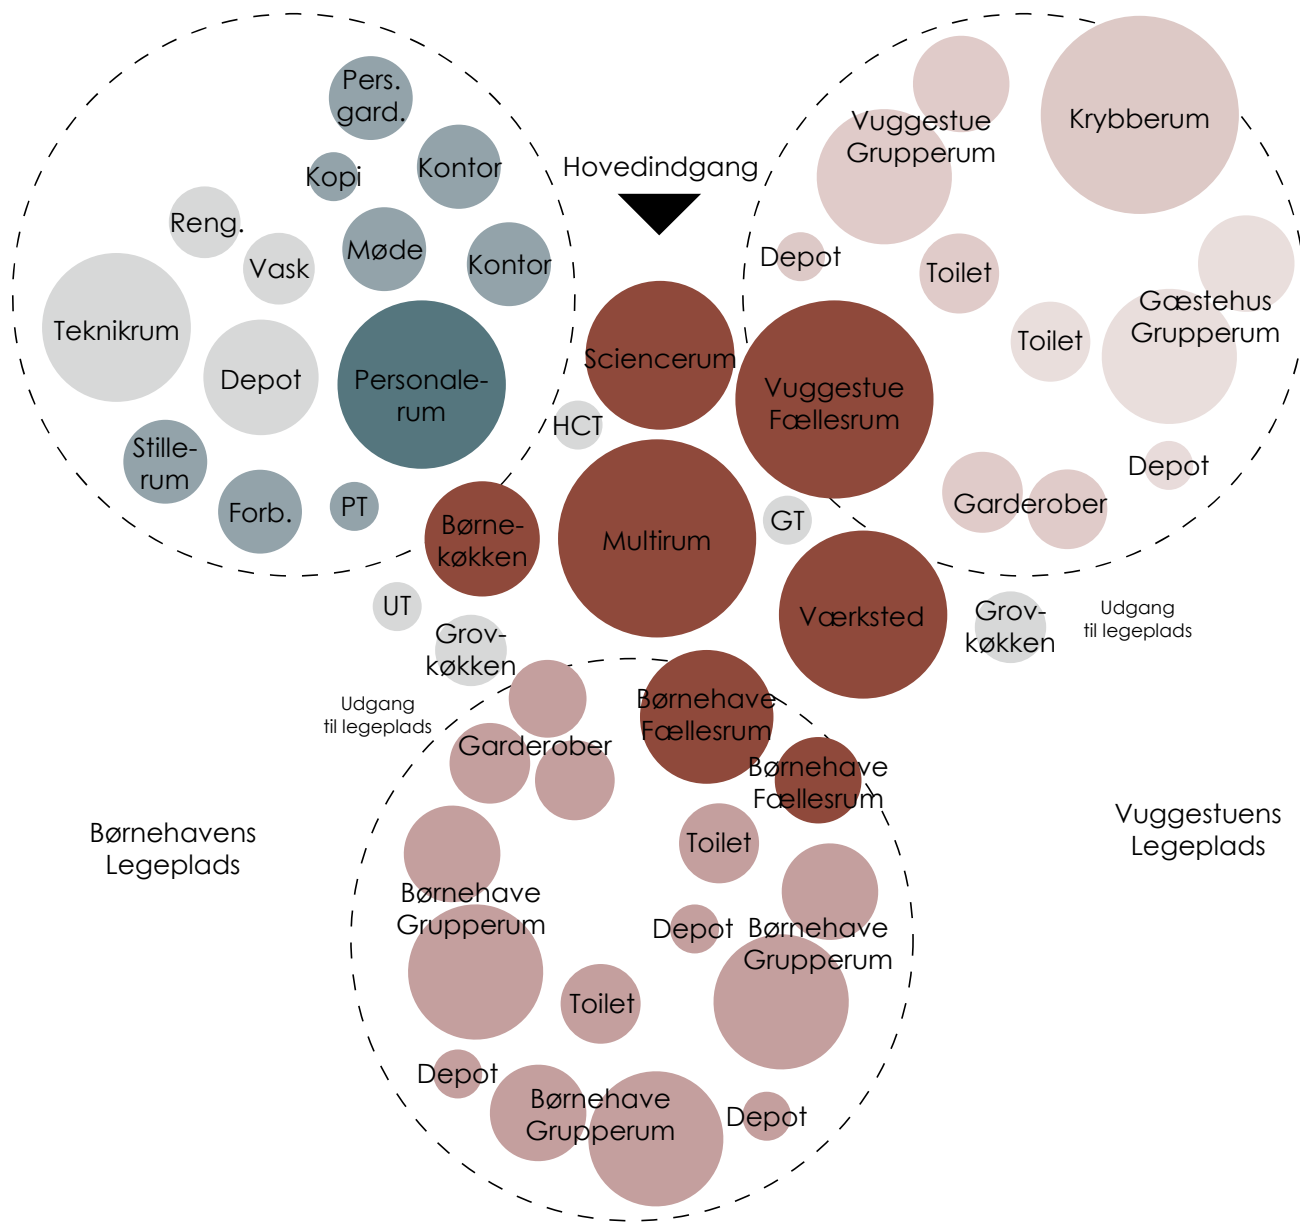 Pers.
gard.
Kopi
Kontor
Reng.
Vask
Møde
Kontor
Teknikrum
Depot
Personale-
rum
Stille-
rum
Forb.
PT
Hovedindgang
Sciencerum
HCT
Multirum
Børne-
køkken
GT
Vuggestue
Fællesrum
Værksted
Vuggestue
Grupperum
Krybberum
Depot
Toilet
Toilet
Gæstehus
Grupperum
Garderober
Depot
Grov-
køkken
Udgang
til legeplads
UT
Grov-
køkken
Udgang
til legeplads
Garderober
Børnehave
Fællesrum
Børnehave
Fællesrum
Børnehavens
Legeplads
Vuggestuens
Legeplads
Toilet
Børnehave
Grupperum
Depot
Børnehave
Grupperum
Toilet
Depot
Børnehave
Grupperum
Depot